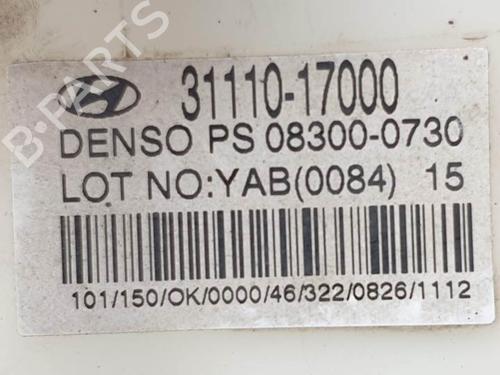 31110-17000
DENSO PS 08300-0730
LOT NO:YAB(0084) 15
101/150/OK/0000/46/322/0826/1112
B-PARTS